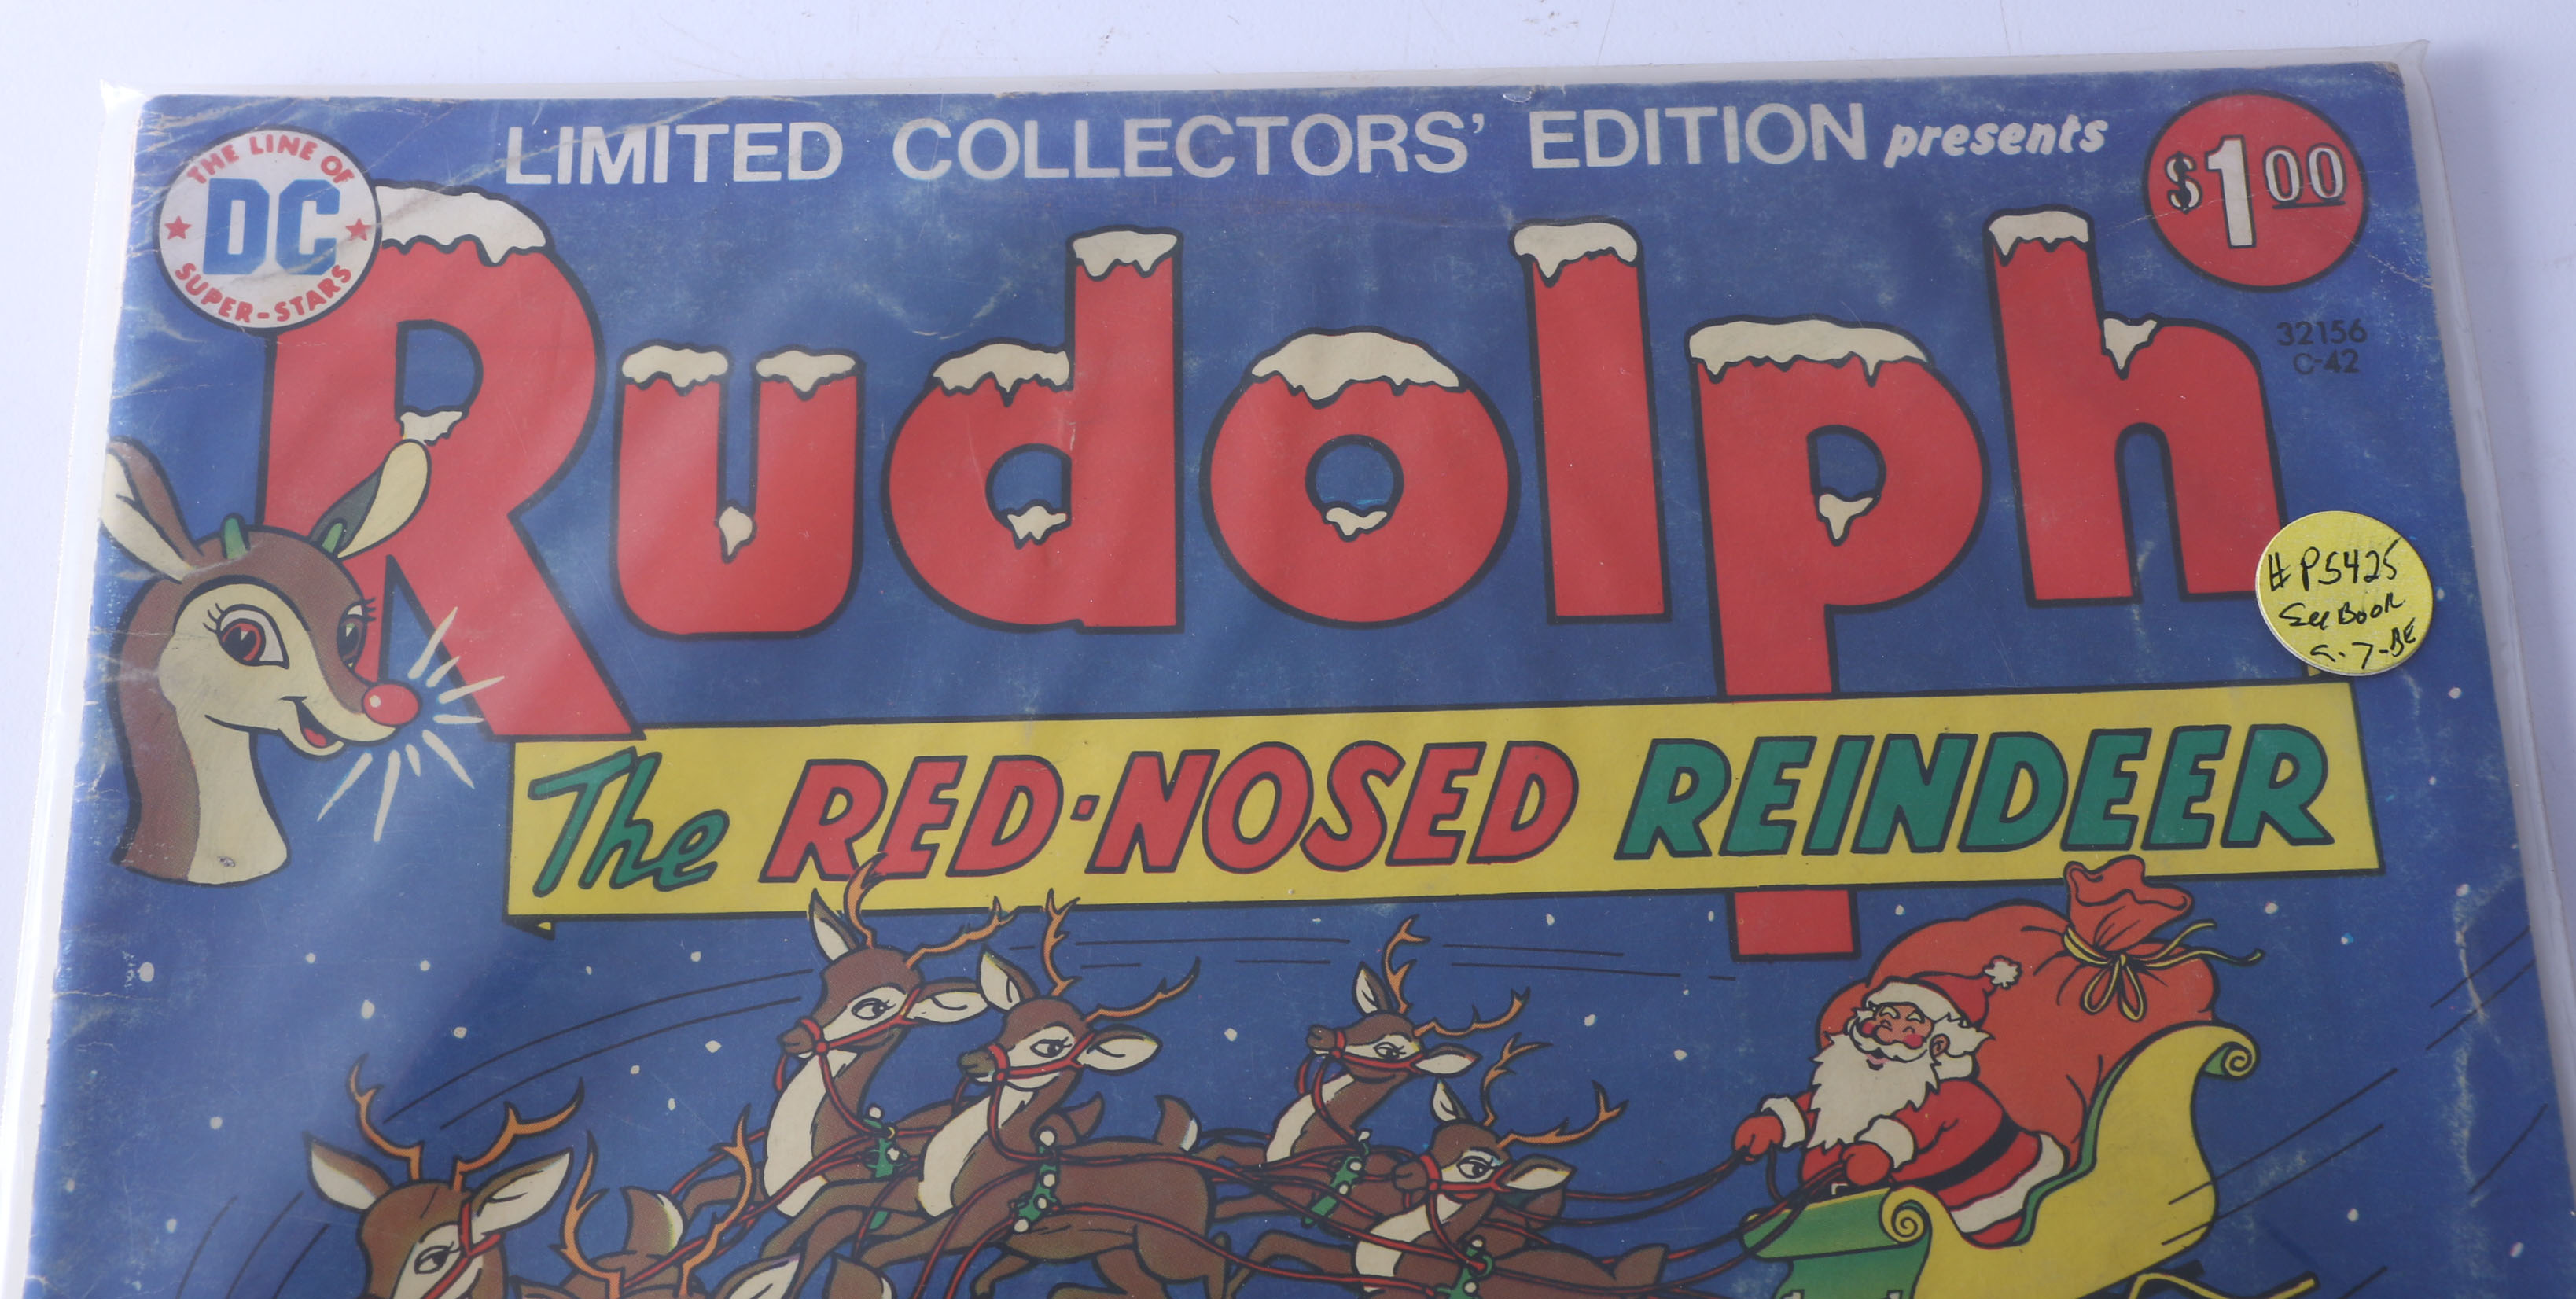 LIMITED COLLECTORS' EDITION presents
THE LINE OF
DC
SUPER-STARS
$1.00
Rudolph
32156
C-42
#P5425
The RED-NOSED REINDEER